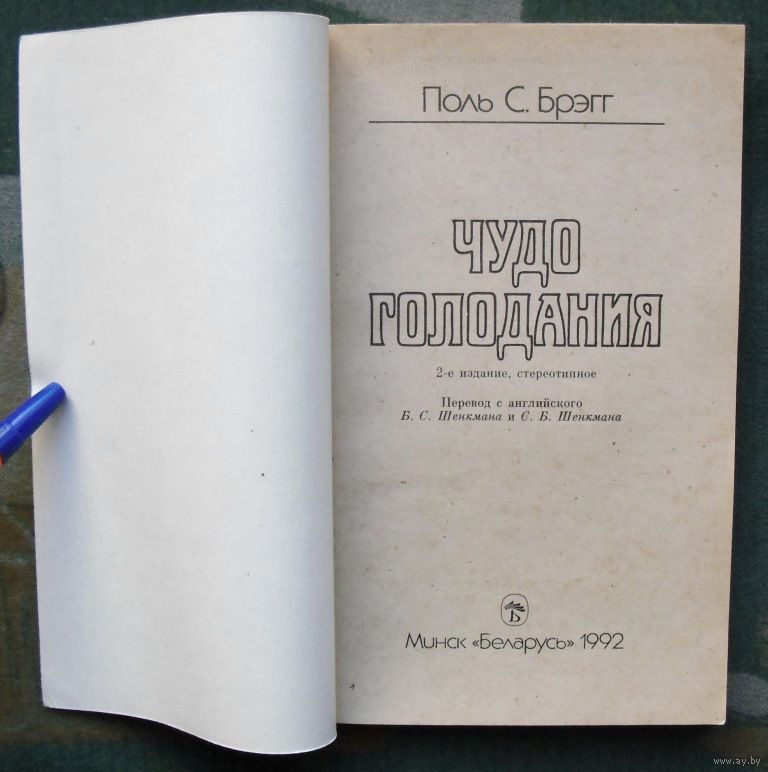 Поль С. Брэгг
ЧУДО
ГОЛОДАНИЯ
2-е издание, стереотипное
Перевод с английского
Б. С. Шенкмана и С. Б. Шенкмана
Б
Минск «Беларусь» 1992
www.ay.by